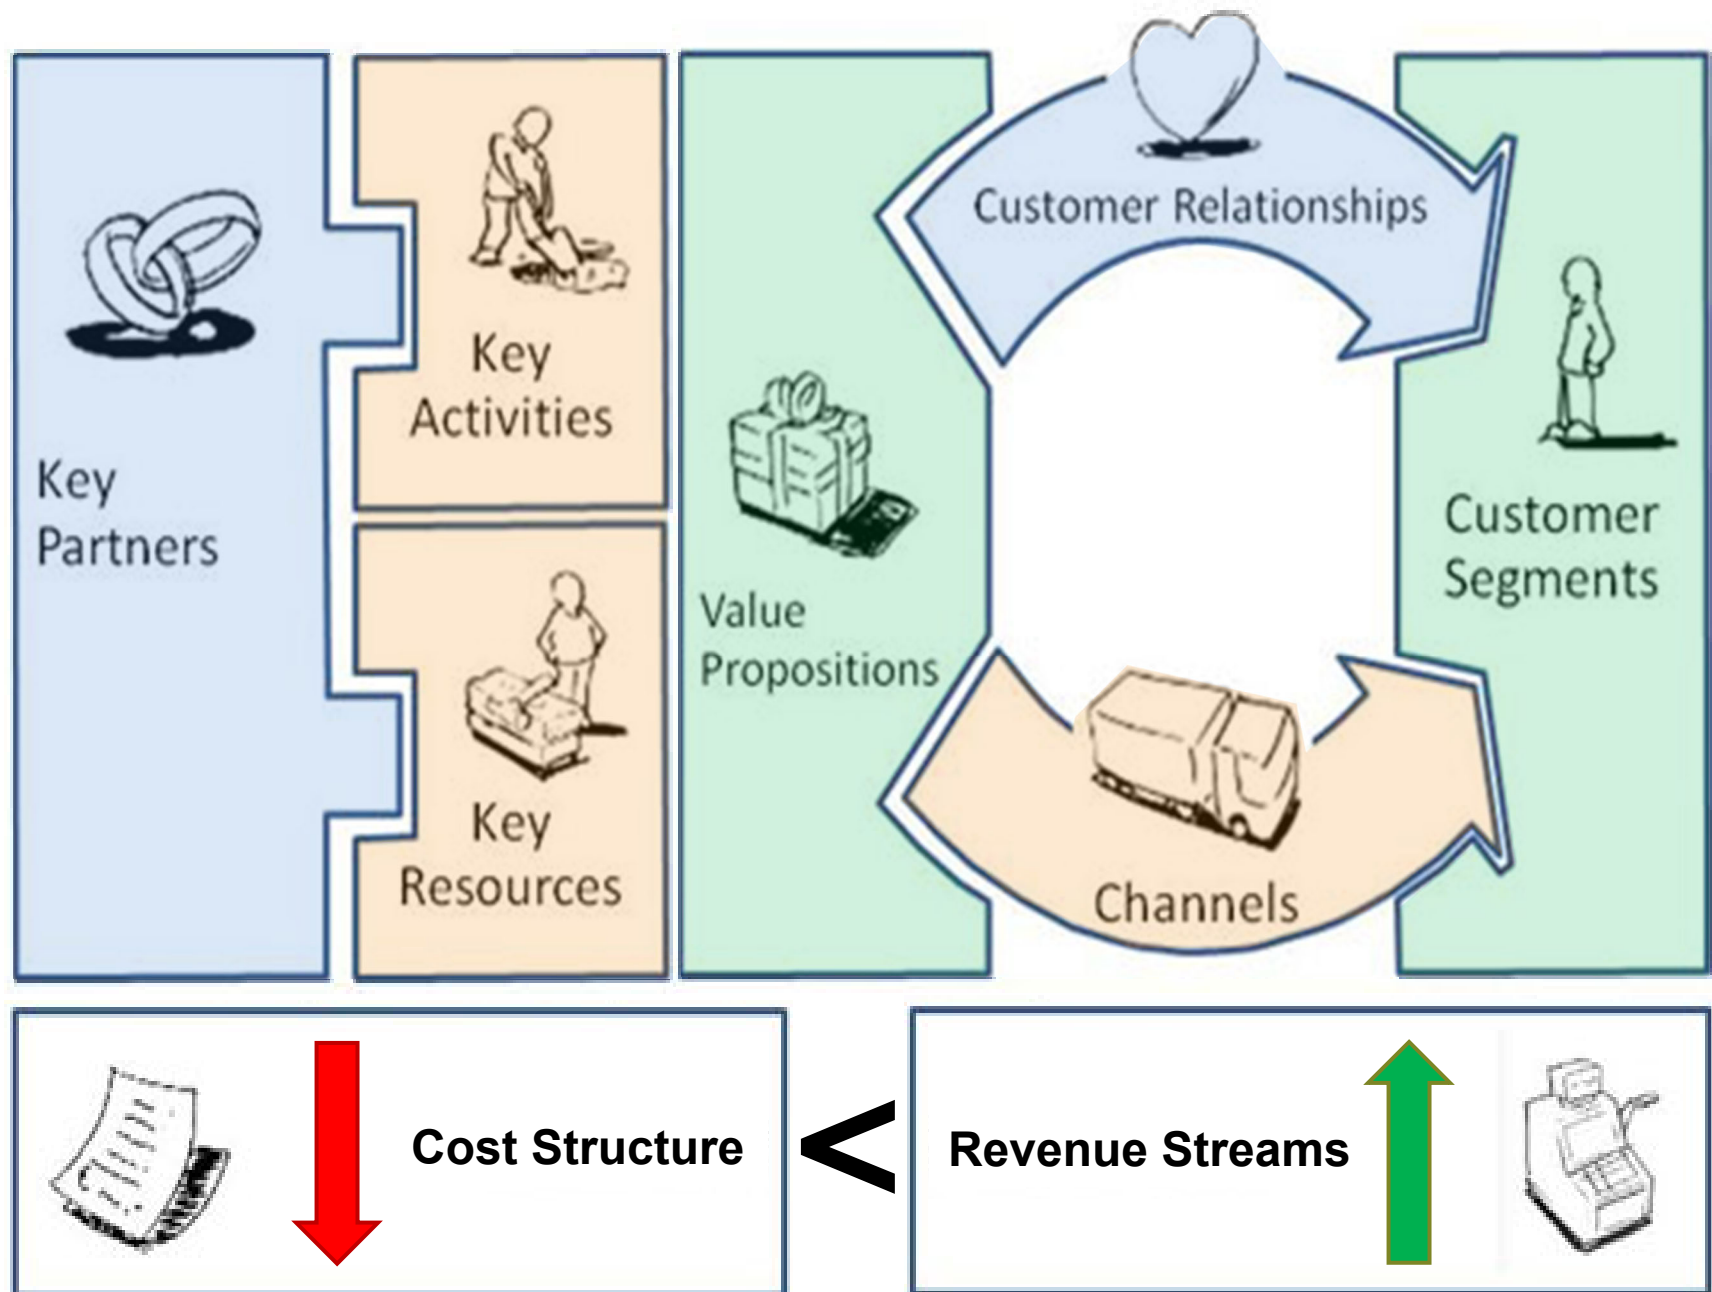 Key
Partners
Key
Activities
Key
Resources
Value
Propositions
Customer Relationships
Channels
Customer
Segments
Cost Structure
<
Revenue Streams